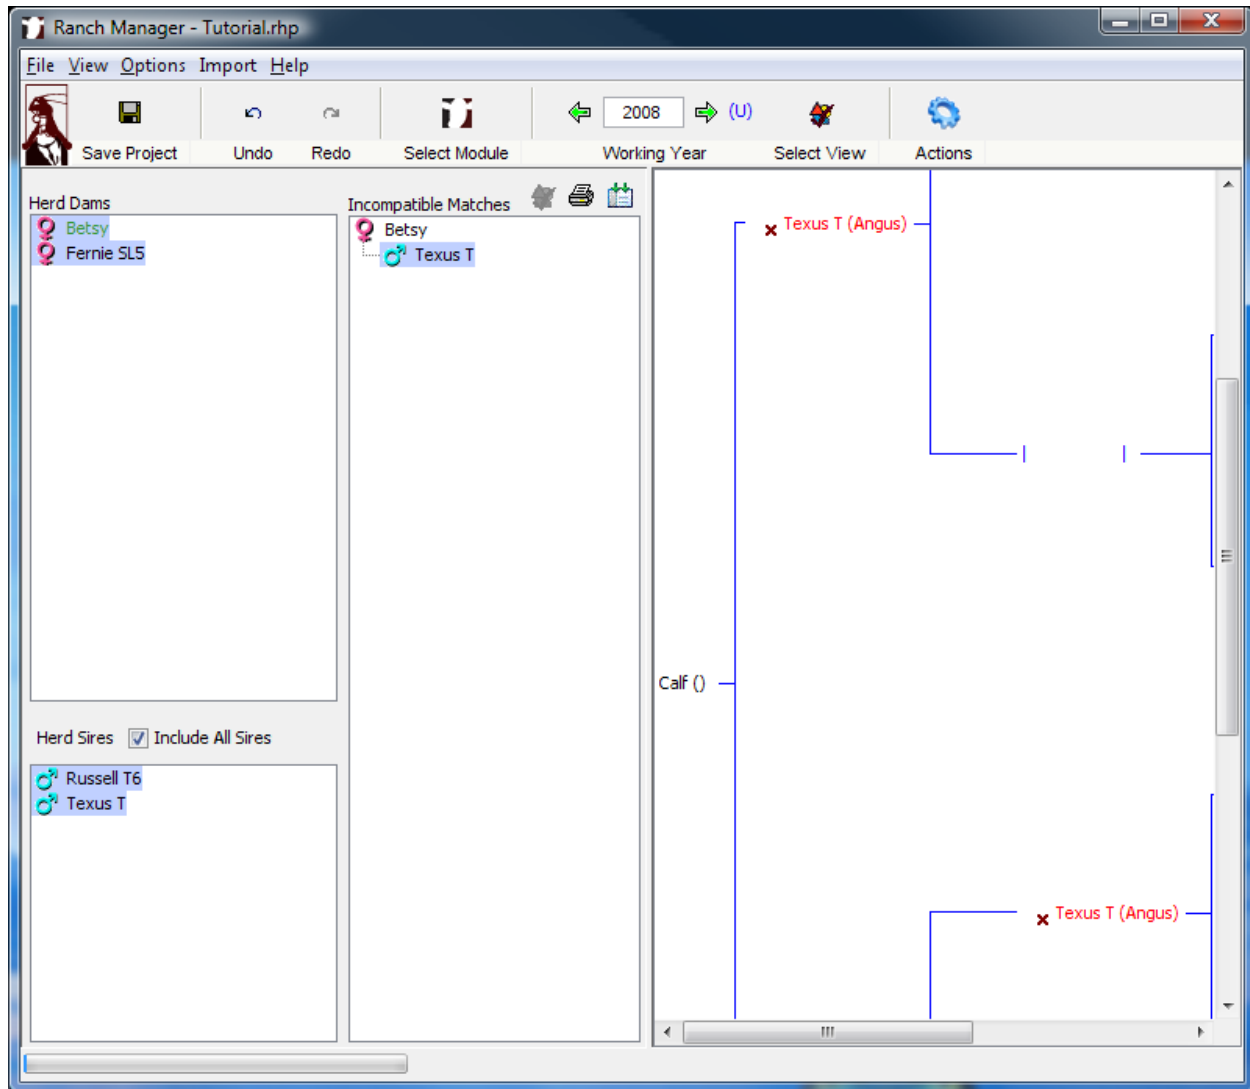 Ranch Manager - Tutorial.rhp
File View Options Import Help
2008 (U)
Save Project Undo Redo Select Module Working Year Select View Actions
Herd Dams
Betsy
Fernie SL5
Herd Sires Include All Sires
Russell T6
Texus T
Incompatible Matches
Betsy
Texus T
Texus T (Angus)
Calf ()
Texus T (Angus)